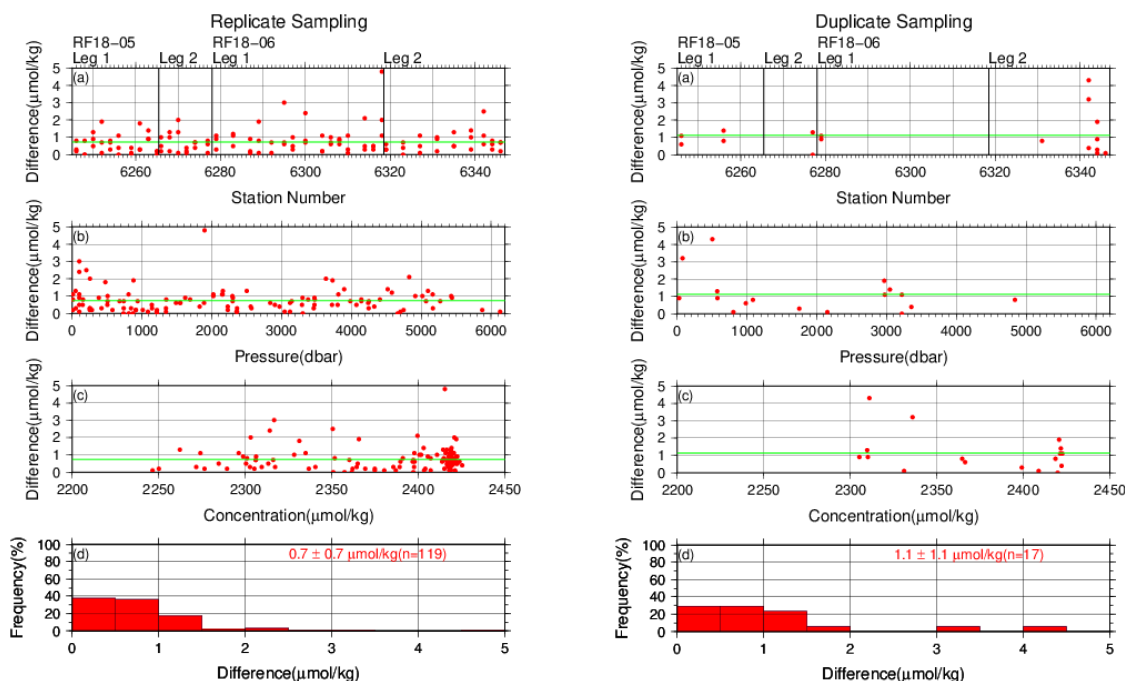 Replicate Sampling
RF18-05 RF18-06
Leg 1 Leg 2 Leg 1 Leg 2
(a)
Difference(μmol/kg)
5
4
3
2
1
0
6260 6280 6300 6320 6340
Station Number
(b)
Difference(μmol/kg)
5
4
3
2
1
0
0 1000 2000 3000 4000 5000 6000
Pressure(dbar)
(c)
Difference(μmol/kg)
5
4
3
2
1
0
2200 2250 2300 2350 2400 2450
Concentration(μmol/kg)
(d)
0.7 ± 0.7 μmol/kg(n=119)
Frequency(%)
100
80
60
40
20
0
0 1 2 3 4 5
Difference(μmol/kg)
Duplicate Sampling
RF18-05 RF18-06
Leg 1 Leg 2 Leg 1 Leg 2
(a)
Difference(μmol/kg)
5
4
3
2
1
0
6260 6280 6300 6320 6340
Station Number
(b)
Difference(μmol/kg)
5
4
3
2
1
0
0 1000 2000 3000 4000 5000 6000
Pressure(dbar)
(c)
Difference(μmol/kg)
5
4
3
2
1
0
2200 2250 2300 2350 2400 2450
Concentration(μmol/kg)
(d)
1.1 ± 1.1 μmol/kg(n=17)
Frequency(%)
100
80
60
40
20
0
0 1 2 3 4 5
Difference(μmol/kg)